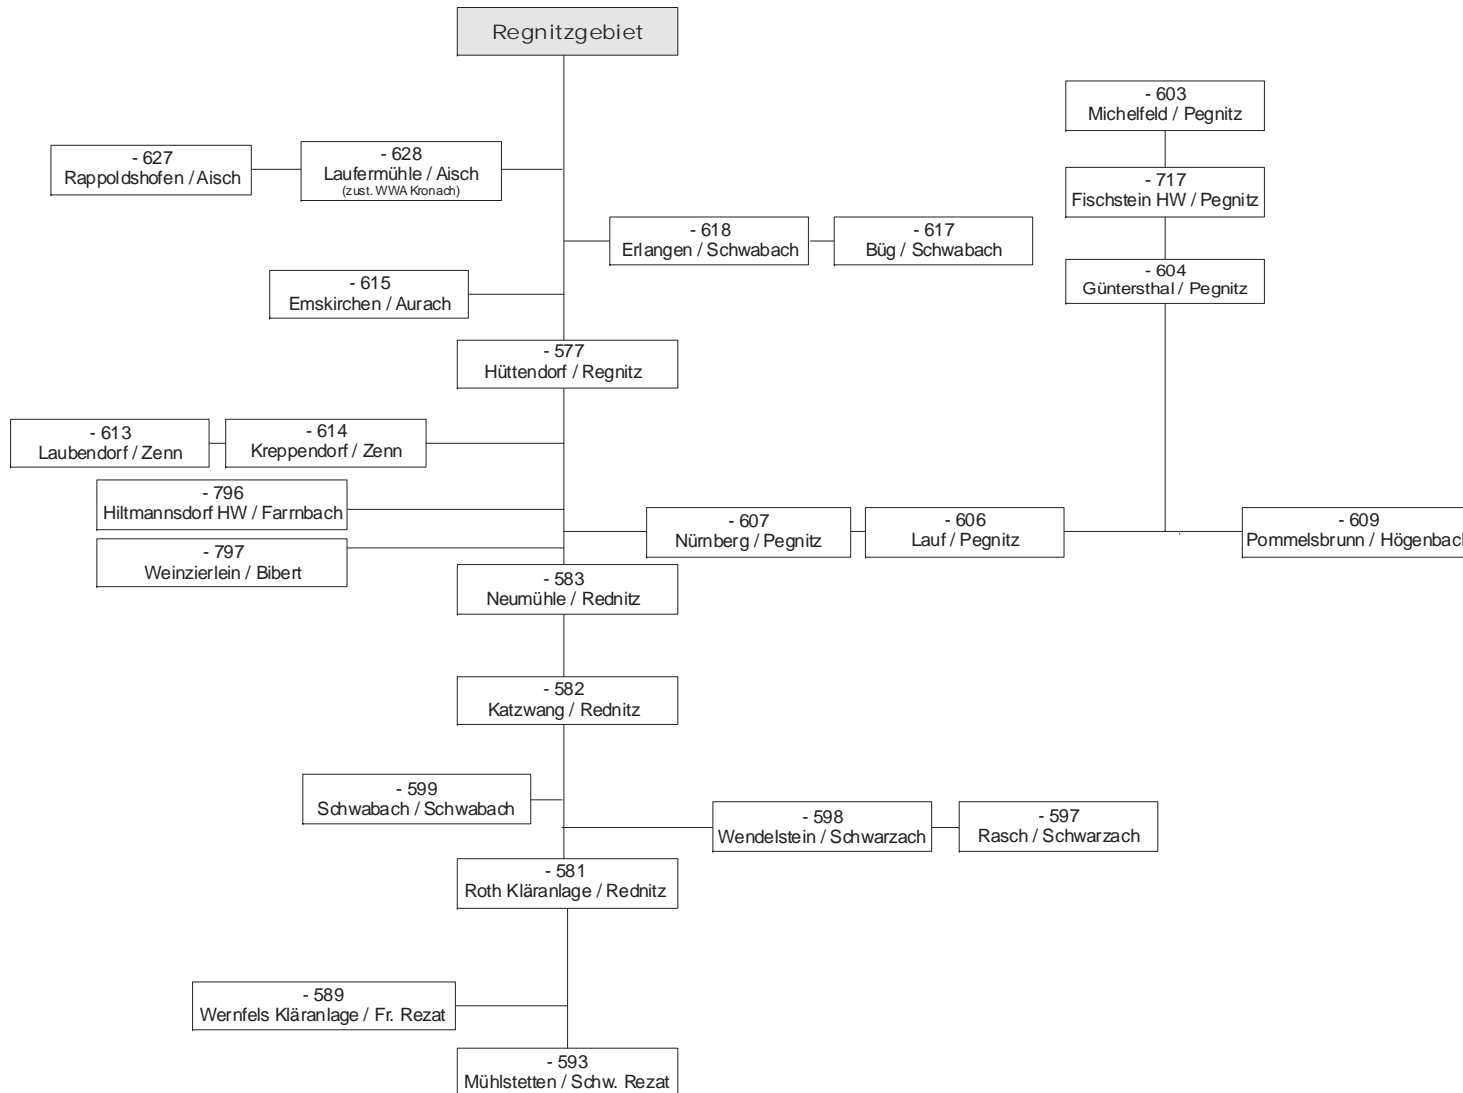 Regnitzgebiet
- 603
Michelfeld / Pegnitz
- 627
Rappoldshofen / Aisch
- 628
Laufermühle / Aisch
(zust. WWA Kronach)
- 717
Fischstein HW / Pegnitz
- 618
Erlangen / Schwabach
- 617
Büg / Schwabach
- 604
Güntersthal / Pegnitz
- 615
Emskirchen / Aurach
- 577
Hüttendorf / Regnitz
- 613
Laubendorf / Zenn
- 614
Kreppendorf / Zenn
- 796
Hiltmannsdorf HW / Farrnbach
- 607
Nürnberg / Pegnitz
- 606
Lauf / Pegnitz
- 609
Pommelsbrunn / Högenbach
- 797
Weinzierlein / Bibert
- 583
Neumühle / Rednitz
- 582
Katzwang / Rednitz
- 599
Schwabach / Schwabach
- 598
Wendelstein / Schwarzach
- 597
Rasch / Schwarzach
- 581
Roth Kläranlage / Rednitz
- 589
Wernfels Kläranlage / Fr. Rezat
- 593
Mühlstetten / Schw. Rezat